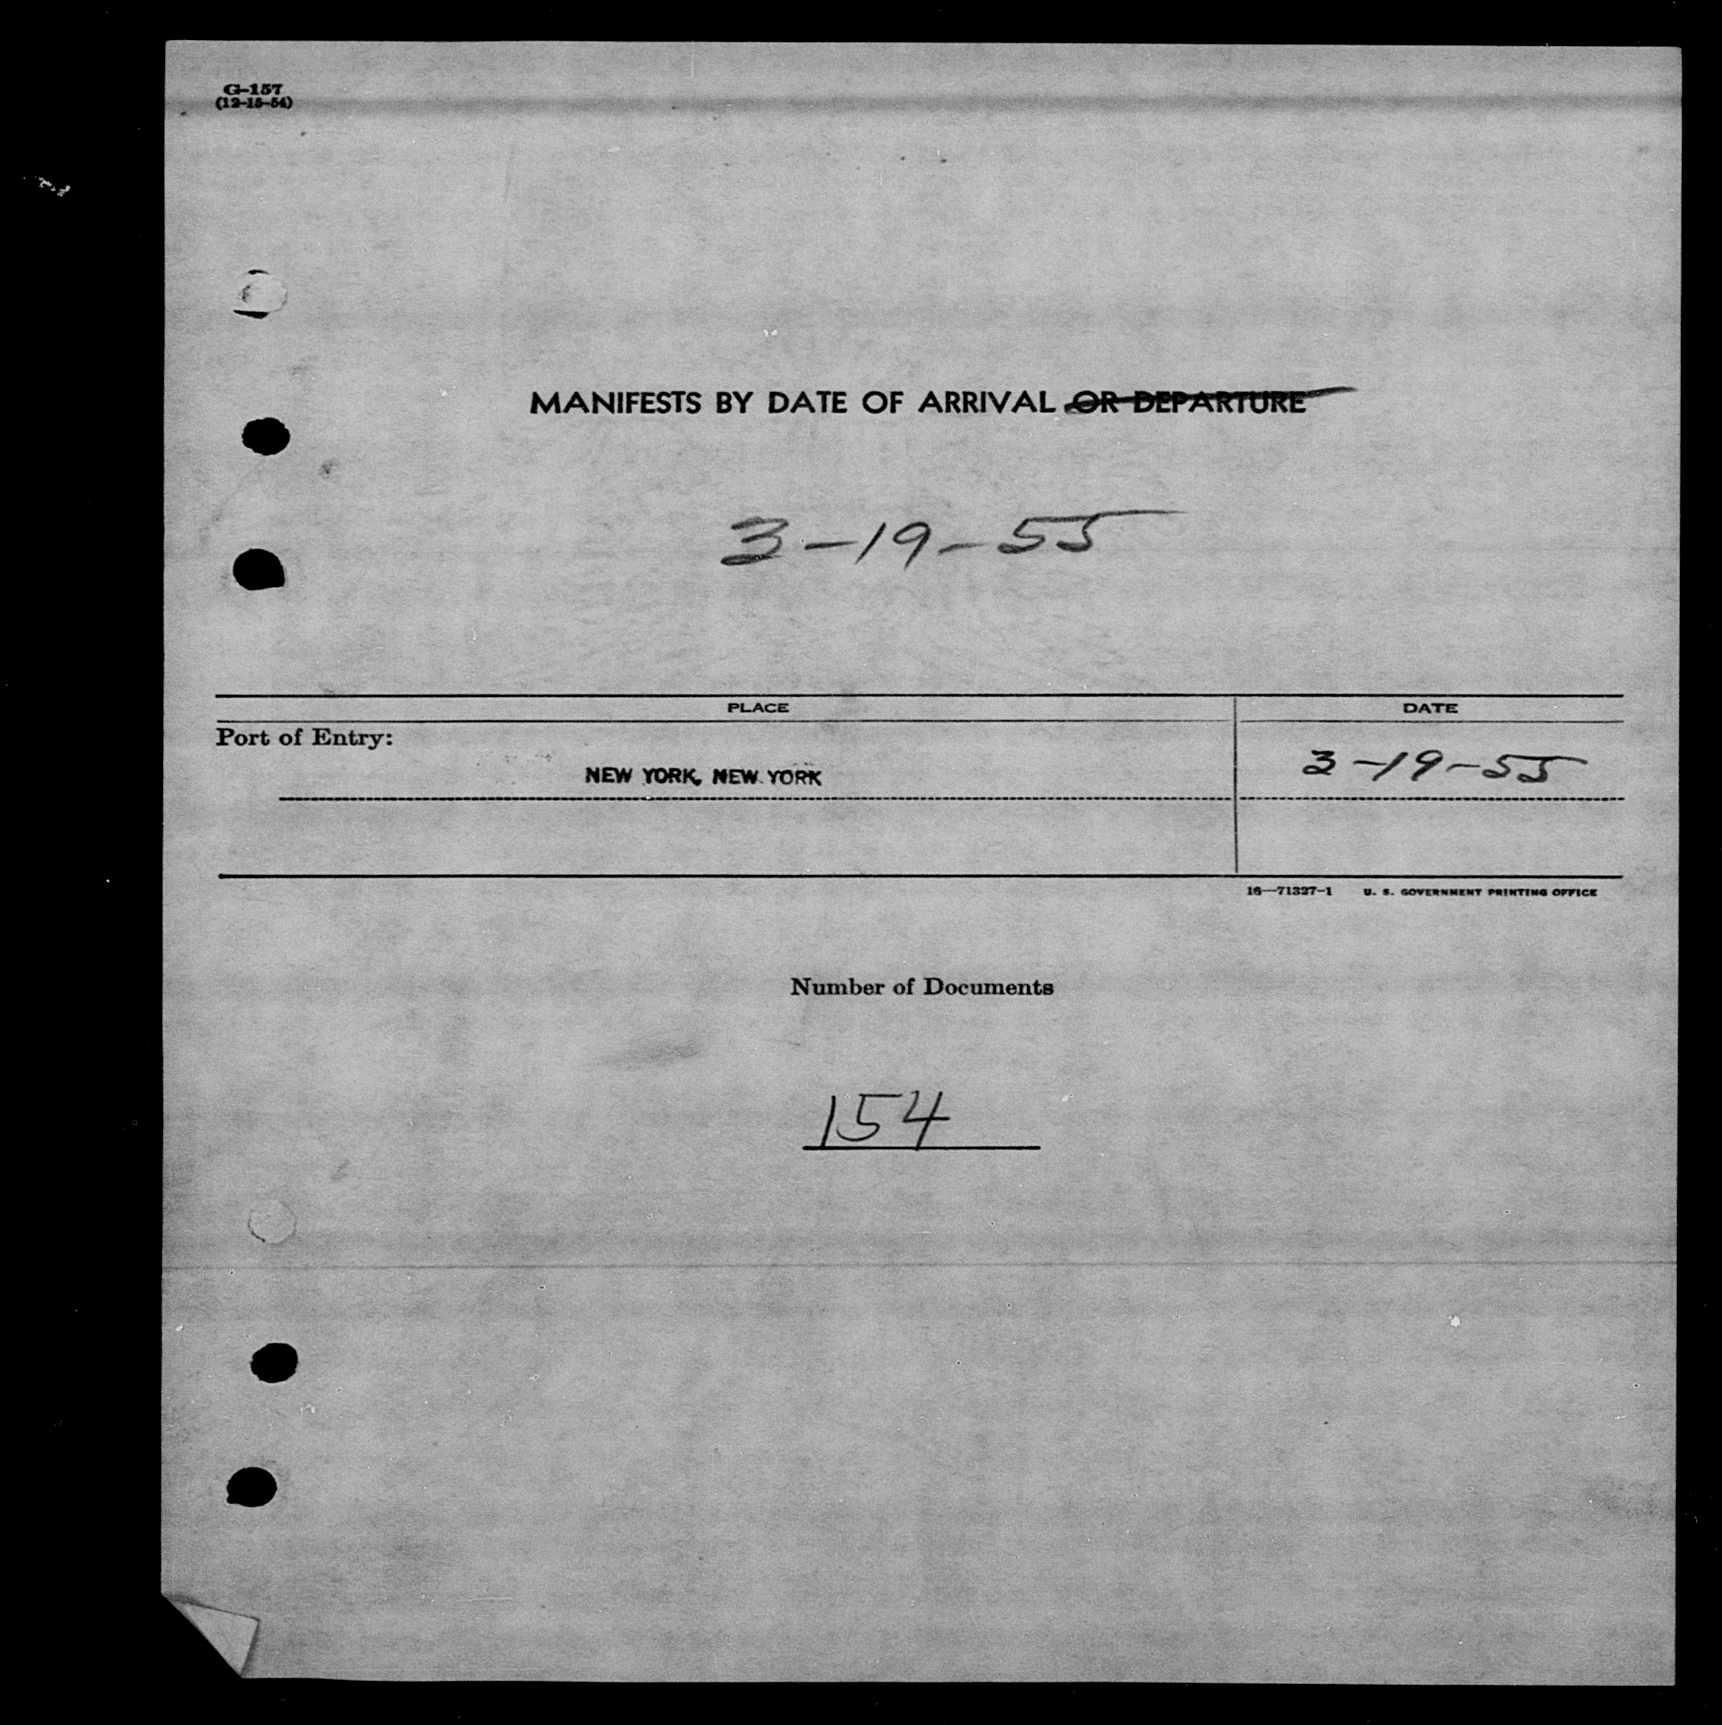 G-157
(12-15-54)
MANIFESTS BY DATE OF ARRIVAL OR DEPARTURE
3-19-55
PLACE DATE
Port of Entry:
NEW YORK, NEW YORK 3-19-55
16—71327-1 U. S. GOVERNMENT PRINTING OFFICE
Number of Documents
154